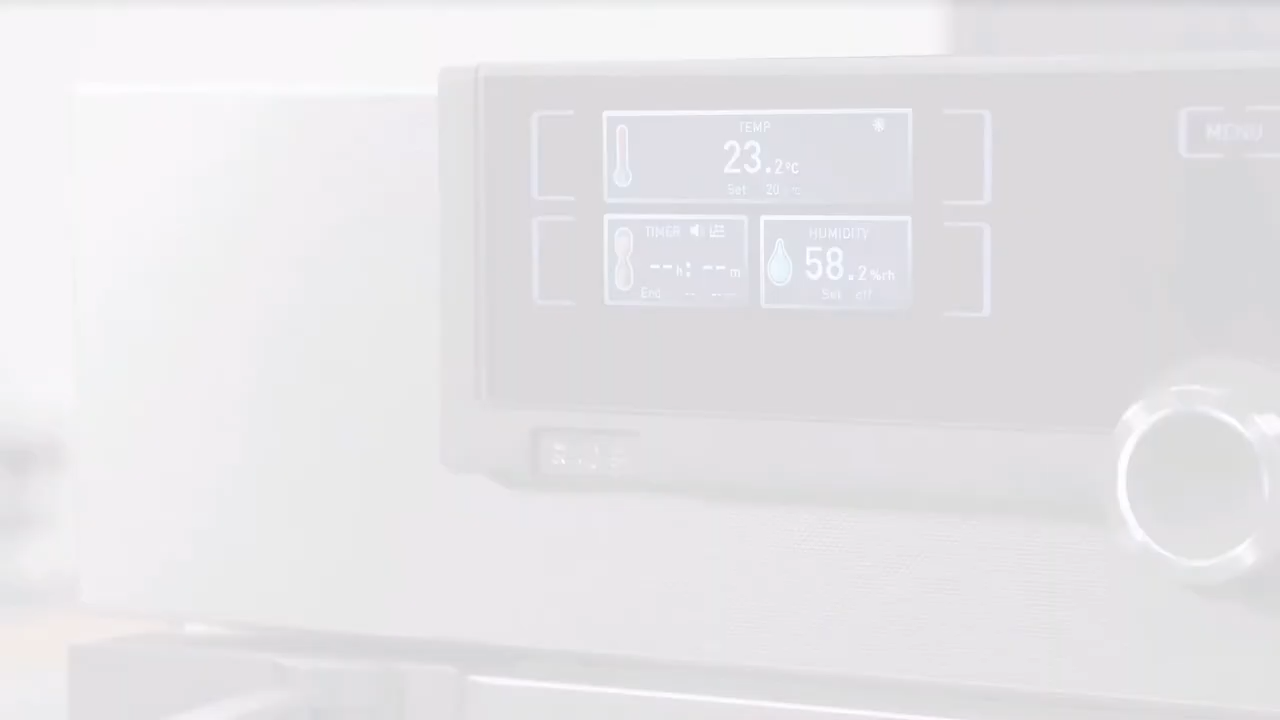 TEMP
23.2°C
Set 20
MENU
TIMER
--h:--m
End -- --
HUMIDITY
58.2%rh
Set off